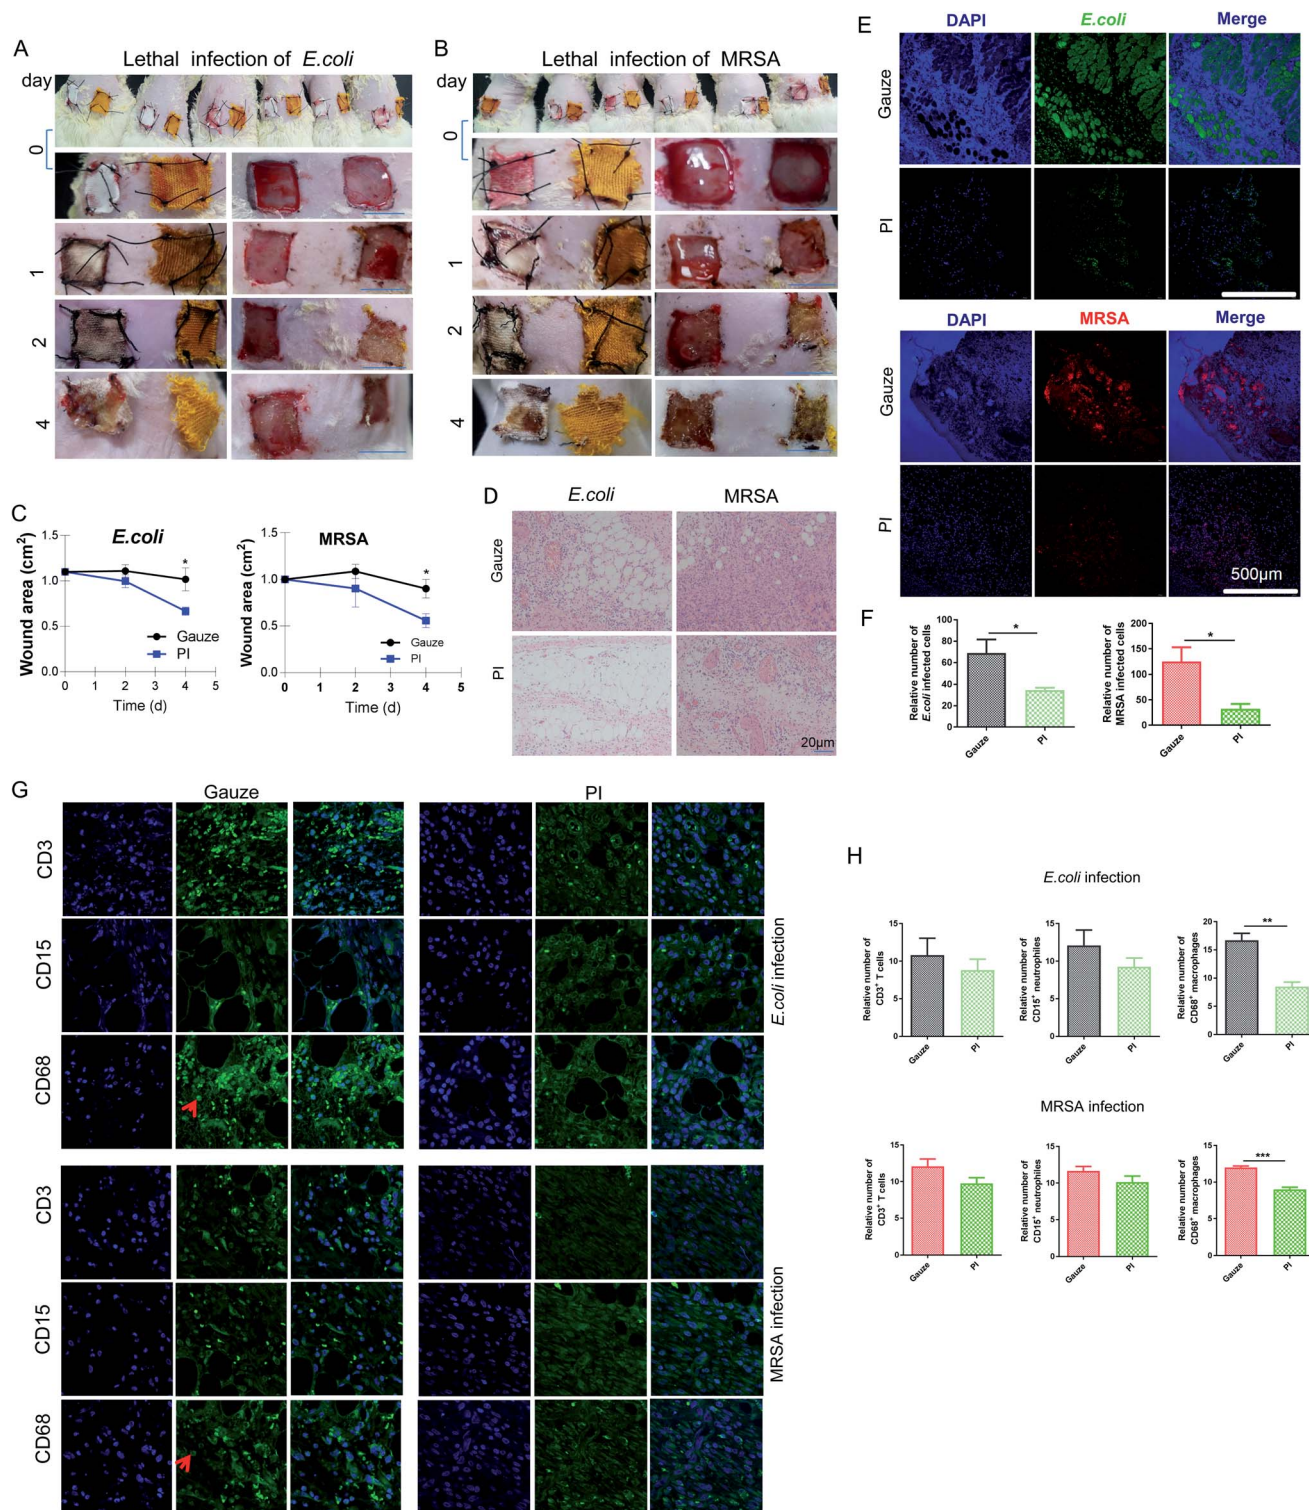 A
Lethal infection of E.coli
day
0
1
2
4
B
Lethal infection of MRSA
0
1
2
4
C
E.coli
Wound area (cm²)
1.5
1.0
0.5
0.0
0 1 2 3 4 5
Time (d)
Gauze
PI
MRSA
Wound area (cm²)
1.5
1.0
0.5
0.0
0 1 2 3 4 5
Time (d)
Gauze
PI
*
*
D
E.coli
MRSA
Gauze
PI
20μm
E
DAPI
E.coli
Merge
Gauze
PI
DAPI
MRSA
Merge
Gauze
PI
500μm
F
Relative number of
E.coli infected cells
100
80
60
40
20
0
*
Gauze
PI
Relative number of
MRSA infected cells
200
150
100
50
0
*
Gauze
PI
G
Gauze
PI
CD3
CD15
CD68
E.coli infection
CD3
CD15
CD68
MRSA infection
H
E.coli infection
Relative number of
CD3⁺ T cells
15
10
5
0
Gauze
PI
Relative number of
CD15⁺ neutrophiles
15
10
5
0
Gauze
PI
Relative number of
CD68⁺ macrophages
20
15
10
5
0
**
Gauze
PI
MRSA infection
Relative number of
CD3⁺ T cells
15
10
5
0
Gauze
PI
Relative number of
CD15⁺ neutrophiles
15
10
5
0
Gauze
PI
Relative number of
CD68⁺ macrophages
15
10
5
0
***
Gauze
PI